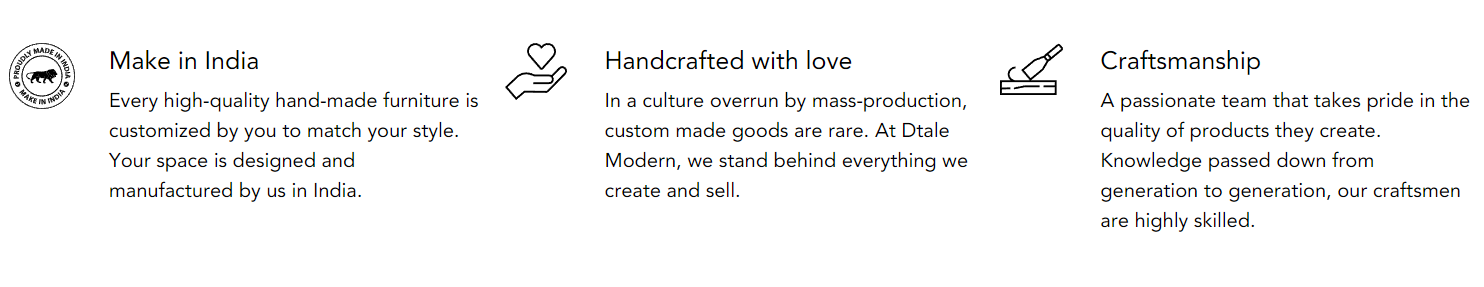 PROUDLY MADE IN INDIA
MAKE IN INDIA
Make in India
Every high-quality hand-made furniture is
customized by you to match your style.
Your space is designed and
manufactured by us in India.
Handcrafted with love
In a culture overrun by mass-production,
custom made goods are rare. At Dtale
Modern, we stand behind everything we
create and sell.
Craftsmanship
A passionate team that takes pride in the
quality of products they create.
Knowledge passed down from
generation to generation, our craftsmen
are highly skilled.